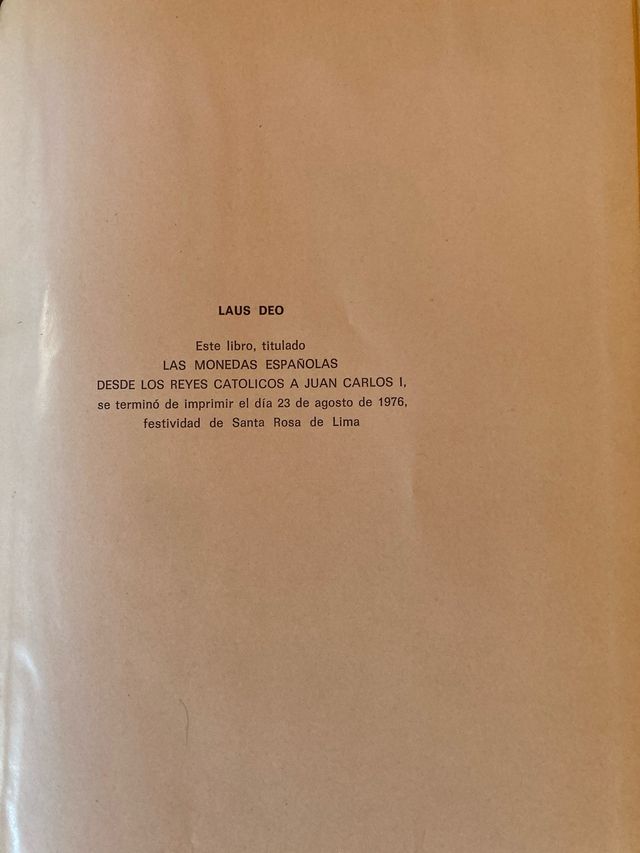 LAUS DEO
Este libro, titulado
LAS MONEDAS ESPAÑOLAS
DESDE LOS REYES CATOLICOS A JUAN CARLOS I,
se terminó de imprimir el día 23 de agosto de 1976,
festividad de Santa Rosa de Lima